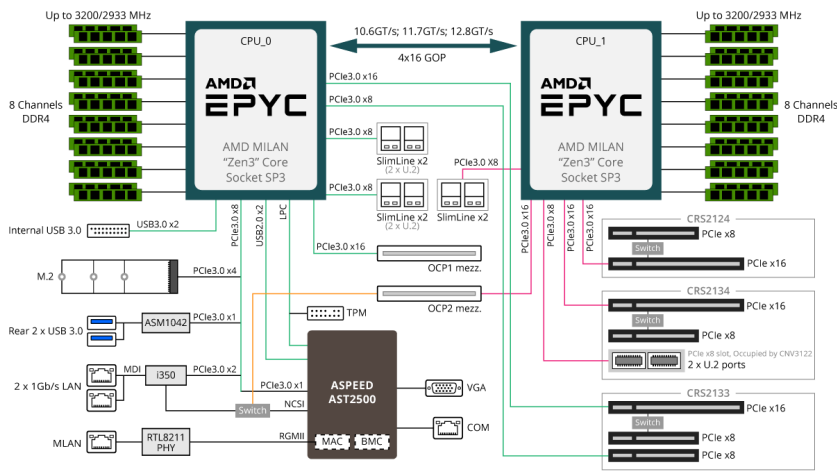 Up to 3200/2933 MHz
8 Channels
DDR4
CPU_0
AMD
EPYC
AMD MILAN
"Zen3" Core
Socket SP3
10.6GT/s; 11.7GT/s; 12.8GT/s
4x16 GOP
CPU_1
AMD
EPYC
AMD MILAN
"Zen3" Core
Socket SP3
Up to 3200/2933 MHz
8 Channels
DDR4
PCIe3.0 x16
PCIe3.0 x8
PCIe3.0 x8
SlimLine x2
(2 x U.2)
PCIe3.0 x8
SlimLine x2
(2 x U.2)
PCIe3.0 X8
SlimLine x2
Internal USB 3.0
USB3.0 x2
PCIe3.0 x8
USB2.0 x2
LPC
PCIe3.0 x16
OCP1 mezz.
OCP2 mezz.
PCIe3.0 x16
PCIe3.0 x8
PCIe3.0 x16
PCIe3.0 x16
M.2
PCIe3.0 x4
TPM
Rear 2 x USB 3.0
ASM1042
PCIe3.0 x1
2 x 1Gb/s LAN
MDI
i350
PCIe3.0 x2
PCIe3.0 x1
Switch
NCSI
MLAN
RTL8211
PHY
RGMII
ASPEED
AST2500
MAC
BMC
VGA
COM
CRS2124
PCIe x8
Switch
PCIe x16
CRS2134
PCIe x16
Switch
PCIe x8
PCIe x8 slot, Occupied by CNV3122
2 x U.2 ports
CRS2133
PCIe x16
Switch
PCIe x8
PCIe x8